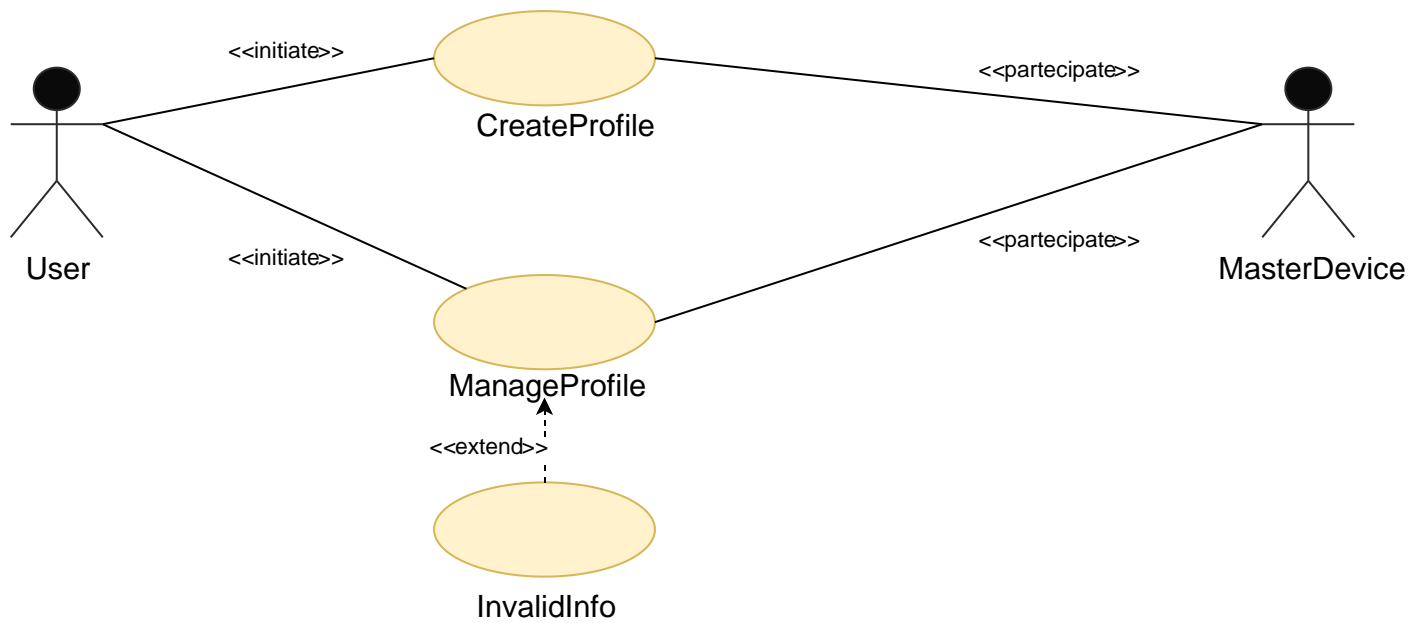 <<initiate>>
<<partecipate>>
CreateProfile
User
<<initiate>>
<<partecipate>>
MasterDevice
ManageProfile
<<extend>>
InvalidInfo